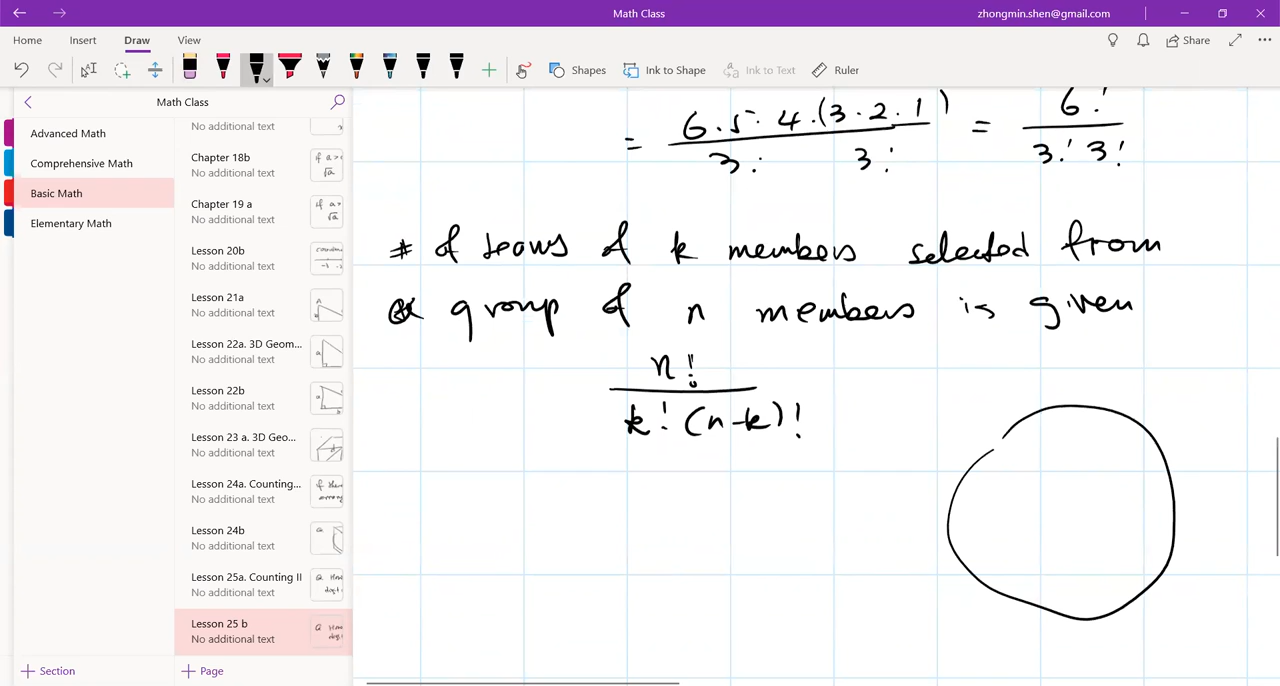 Math Class
zhongmin.shen@gmail.com
Home Insert Draw View
Share
Shapes Ink to Shape Ink to Text Ruler
Math Class
Advanced Math
Comprehensive Math
Basic Math
Elementary Math
No additional text
Chapter 18b
No additional text
Chapter 19 a
No additional text
Lesson 20b
No additional text
Lesson 21a
No additional text
Lesson 22a. 3D Geom...
No additional text
Lesson 22b
No additional text
Lesson 23 a. 3D Geo...
No additional text
Lesson 24a. Counting...
No additional text
Lesson 24b
No additional text
Lesson 25a. Counting II
No additional text
Lesson 25 b
No additional text
Section
Page
= 6·5·4·(3·2·1) / 3! 3! = 6! / 3! 3!
# of teams of k members selected from
group of n members is given
n!
k! (n-k)!